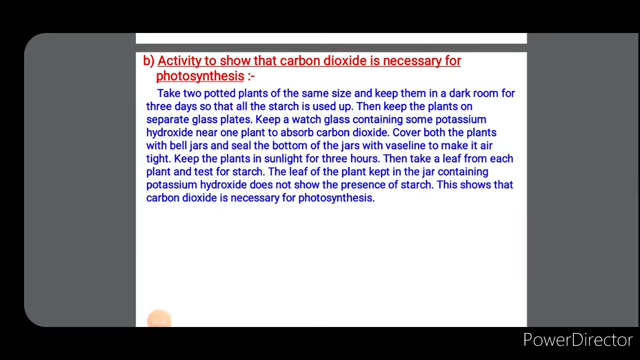 b) Activity to show that carbon dioxide is necessary for
photosynthesis :-
Take two potted plants of the same size and keep them in a dark room for
three days so that all the starch is used up. Then keep the plants on
separate glass plates. Keep a watch glass containing some potassium
hydroxide near one plant to absorb carbon dioxide. Cover both the plants
with bell jars and seal the bottom of the jars with vaseline to make it air
tight. Keep the plants in sunlight for three hours. Then take a leaf from each
plant and test for starch. The leaf of the plant kept in the jar containing
potassium hydroxide does not show the presence of starch. This shows that
carbon dioxide is necessary for photosynthesis.
PowerDirector